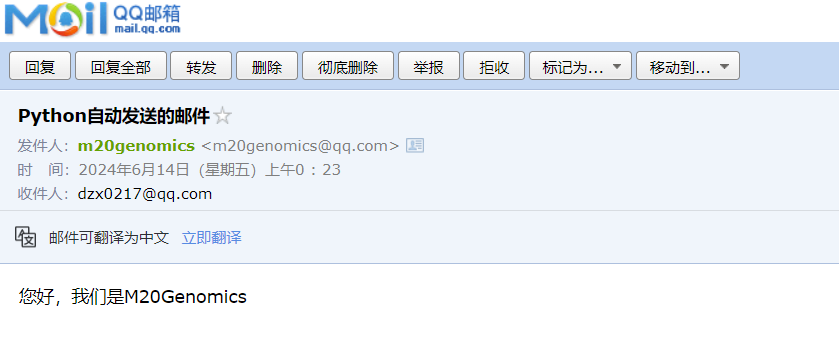 Mail QQ邮箱
mail.qq.com
回复 回复全部 转发 删除 彻底删除 举报 拒收 标记为... 移动到...
Python自动发送的邮件
发件人：m20genomics <m20genomics@qq.com>
时　间：2024年6月14日（星期五）上午0：23
收件人：dzx0217@qq.com
邮件可翻译为中文 立即翻译
您好，我们是M20Genomics